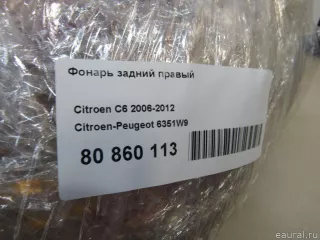 Фонарь задний правый
Citroen C6 2006-2012
Citroen-Peugeot 6351W9
80 860 113
eaural.ru